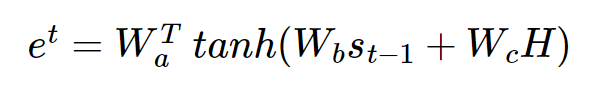 e^t = W_a^T tanh(W_b s_{t−1} + W_c H)